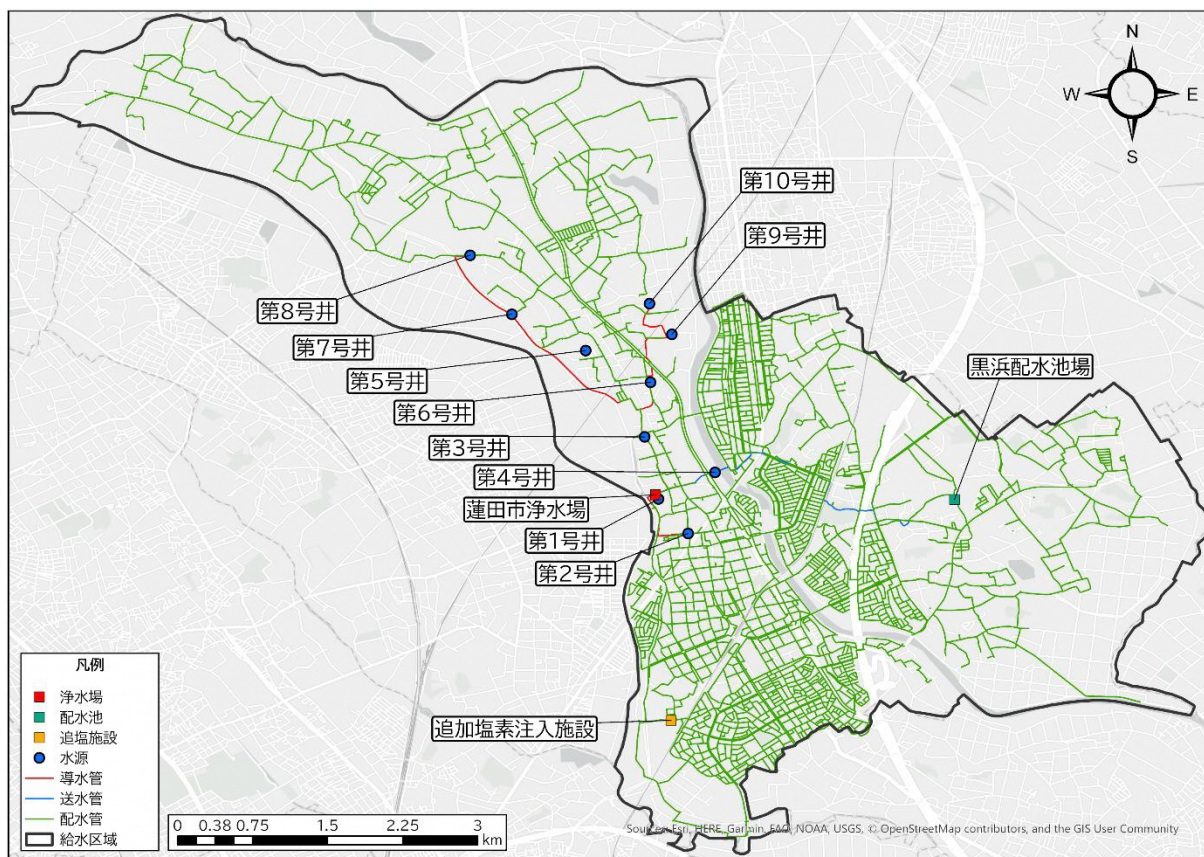 N
W
E
S
第10号井
第9号井
第8号井
第7号井
第5号井
第6号井
第3号井
第4号井
蓮田市浄水場
第1号井
第2号井
黒浜配水池場
追加塩素注入施設
凡例
浄水場
配水池
追塩施設
水源
導水管
送水管
配水管
給水区域
0 0.38 0.75 1.5 2.25 3
km
Sources: Esri, HERE, Garmin, FAO, NOAA, USGS, © OpenStreetMap contributors, and the GIS User Community